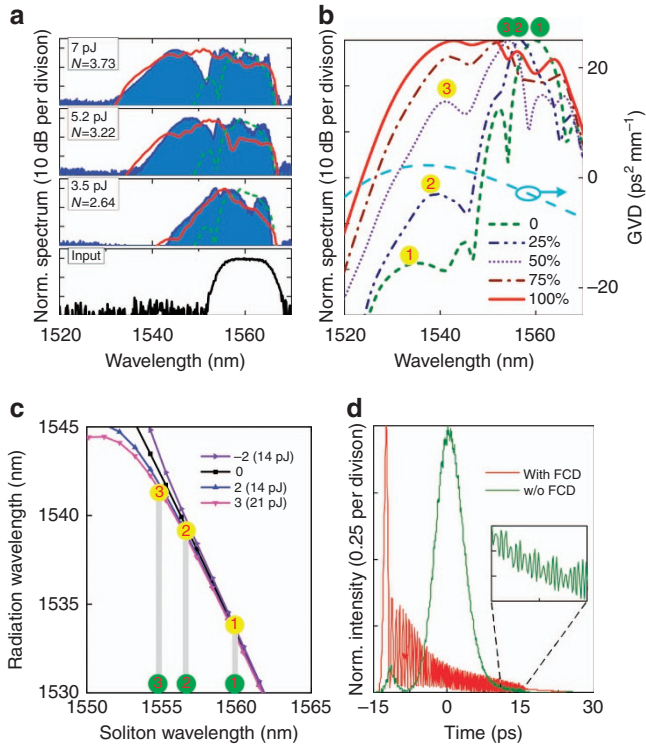 a
7 pJ
N=3.73
5.2 pJ
N=3.22
3.5 pJ
N=2.64
Input
Norm. spectrum (10 dB per divison)
1520 1540 1560
Wavelength (nm)
b
3 2 1
3
2
1
0
25%
50%
75%
100%
Norm. spectrum (10 dB per divison)
20
0
−20
GVD (ps² mm⁻¹)
1520 1540 1560
Wavelength (nm)
c
−2 (14 pJ)
0
2 (14 pJ)
3 (21 pJ)
3
2
1
3 2 1
1545
1540
1535
1530
Radiation wavelength (nm)
1550 1555 1560 1565
Soliton wavelength (nm)
d
With FCD
w/o FCD
Norm. intensity (0.25 per divison)
−15 0 15 30
Time (ps)